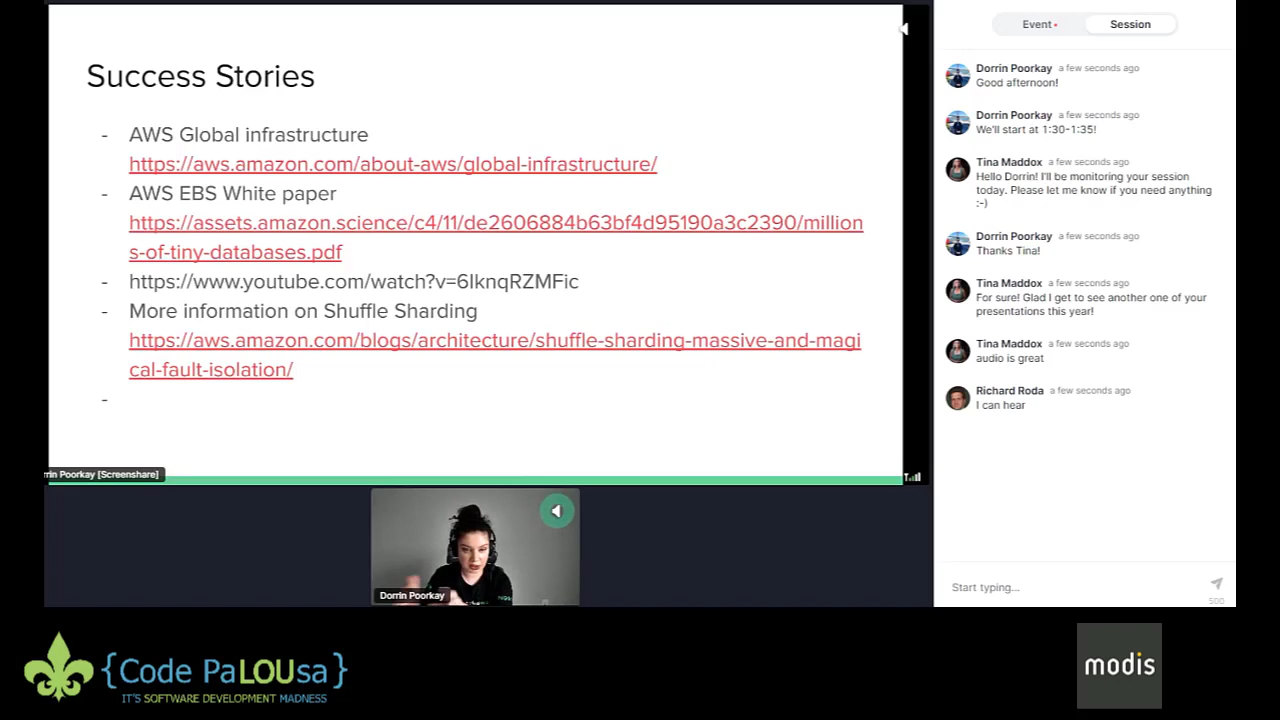 Success Stories
- AWS Global infrastructure
https://aws.amazon.com/about-aws/global-infrastructure/
- AWS EBS White paper
https://assets.amazon.science/c4/11/de2606884b63bf4d95190a3c2390/million
s-of-tiny-databases.pdf
- https://www.youtube.com/watch?v=6IknqRZMFic
- More information on Shuffle Sharding
https://aws.amazon.com/blogs/architecture/shuffle-sharding-massive-and-magi
cal-fault-isolation/
-
rrin Poorkay [Screenshare]
Dorrin Poorkay
Event
Session
Dorrin Poorkay a few seconds ago
Good afternoon!
Dorrin Poorkay a few seconds ago
We'll start at 1:30-1:35!
Tina Maddox a few seconds ago
Hello Dorrin! I'll be monitoring your session
today. Please let me know if you need anything
:-)
Dorrin Poorkay a few seconds ago
Thanks Tina!
Tina Maddox a few seconds ago
For sure! Glad I get to see another one of your
presentations this year!
Tina Maddox a few seconds ago
audio is great
Richard Roda a few seconds ago
I can hear
Start typing...
500
{Code PaLOUsa}
IT'S SOFTWARE DEVELOPMENT MADNESS
modis